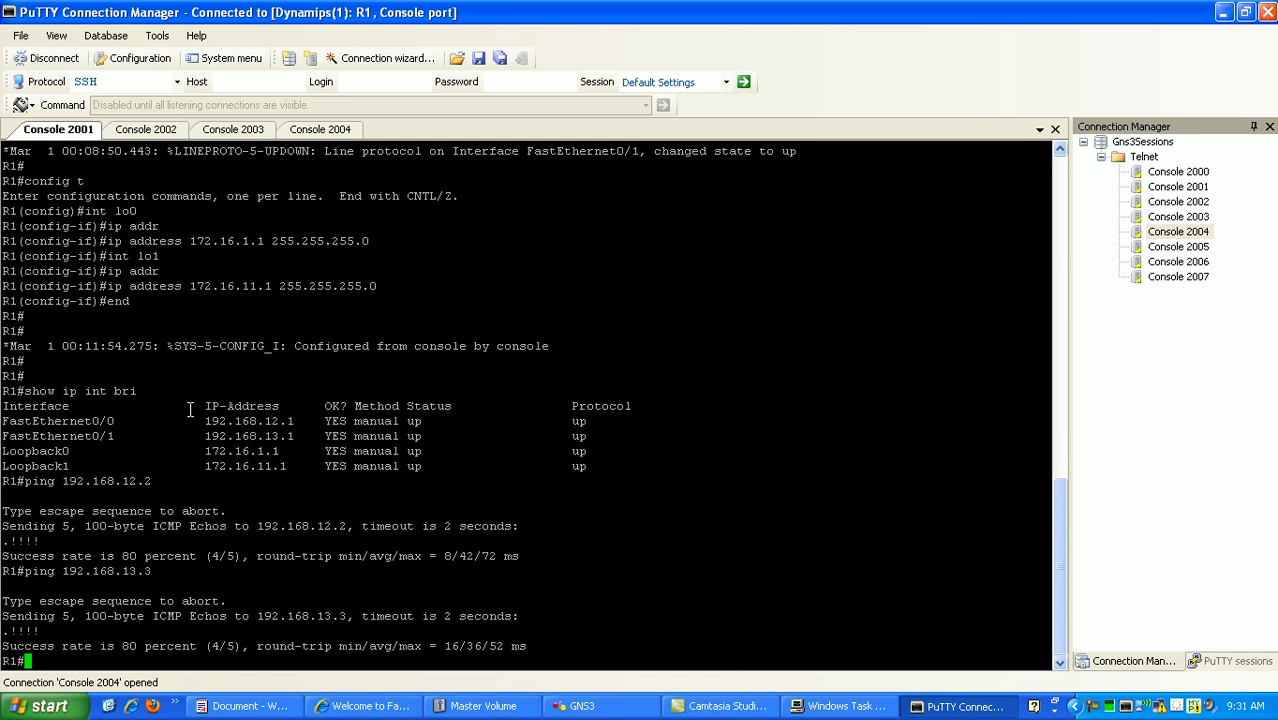 PuTTY Connection Manager - Connected to [Dynamips(1): R1 , Console port]
File View Database Tools Help
Disconnect Configuration System menu Connection wizard...
Protocol SSH Host Login Password Session Default Settings
Command Disabled until all listening connections are visible.
Console 2001 Console 2002 Console 2003 Console 2004
*Mar  1 00:08:50.443: %LINEPROTO-5-UPDOWN: Line protocol on Interface FastEthernet0/1, changed state to up
R1#
R1#config t
Enter configuration commands, one per line.  End with CNTL/Z.
R1(config)#int lo0
R1(config-if)#ip addr
R1(config-if)#ip address 172.16.1.1 255.255.255.0
R1(config-if)#int lo1
R1(config-if)#ip addr
R1(config-if)#ip address 172.16.11.1 255.255.255.0
R1(config-if)#end
R1#
R1#
*Mar  1 00:11:54.275: %SYS-5-CONFIG_I: Configured from console by console
R1#
R1#
R1#show ip int bri
Interface IP-Address OK? Method Status Protocol
FastEthernet0/0 192.168.12.1 YES manual up up
FastEthernet0/1 192.168.13.1 YES manual up up
Loopback0 172.16.1.1 YES manual up up
Loopback1 172.16.11.1 YES manual up up
R1#ping 192.168.12.2
Type escape sequence to abort.
Sending 5, 100-byte ICMP Echos to 192.168.12.2, timeout is 2 seconds:
.!!!!
Success rate is 80 percent (4/5), round-trip min/avg/max = 8/42/72 ms
R1#ping 192.168.13.3
Type escape sequence to abort.
Sending 5, 100-byte ICMP Echos to 192.168.13.3, timeout is 2 seconds:
.!!!!
Success rate is 80 percent (4/5), round-trip min/avg/max = 16/36/52 ms
R1#
Connection Manager
Gns3Sessions
Telnet
Console 2000
Console 2001
Console 2002
Console 2003
Console 2004
Console 2005
Console 2006
Console 2007
Connection Man... PuTTY sessions
Connection 'Console 2004' opened
start Document - W... Welcome to Fa... Master Volume GNS3 Camtasia Studi... Windows Task ... PuTTY Connec... 9:31 AM